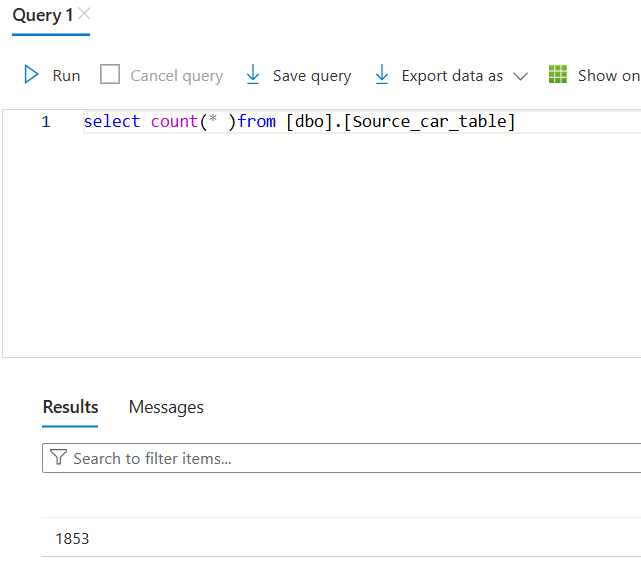 Query 1
Run Cancel query Save query Export data as Show on
1 select count(* )from [dbo].[Source_car_table]
Results Messages
Search to filter items...
1853